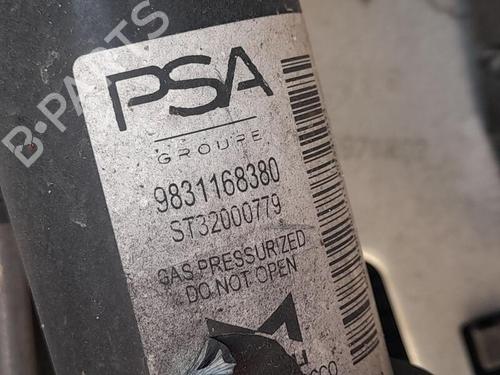 B-PARTS
PSA
GROUPE
9831168380
ST32000779
GAS PRESSURIZED
DO NOT OPEN